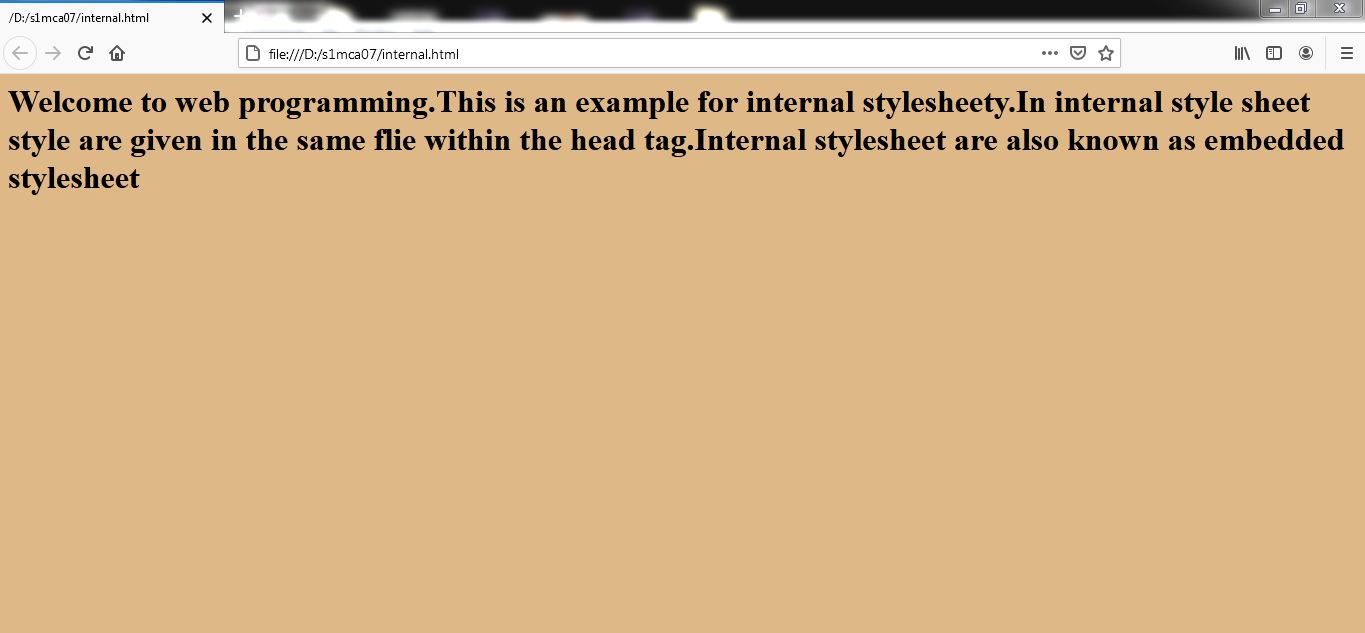 /D:/s1mca07/internal.html
file:///D:/s1mca07/internal.html
Welcome to web programming.This is an example for internal stylesheety.In internal style sheet
style are given in the same flie within the head tag.Internal stylesheet are also known as embedded
stylesheet